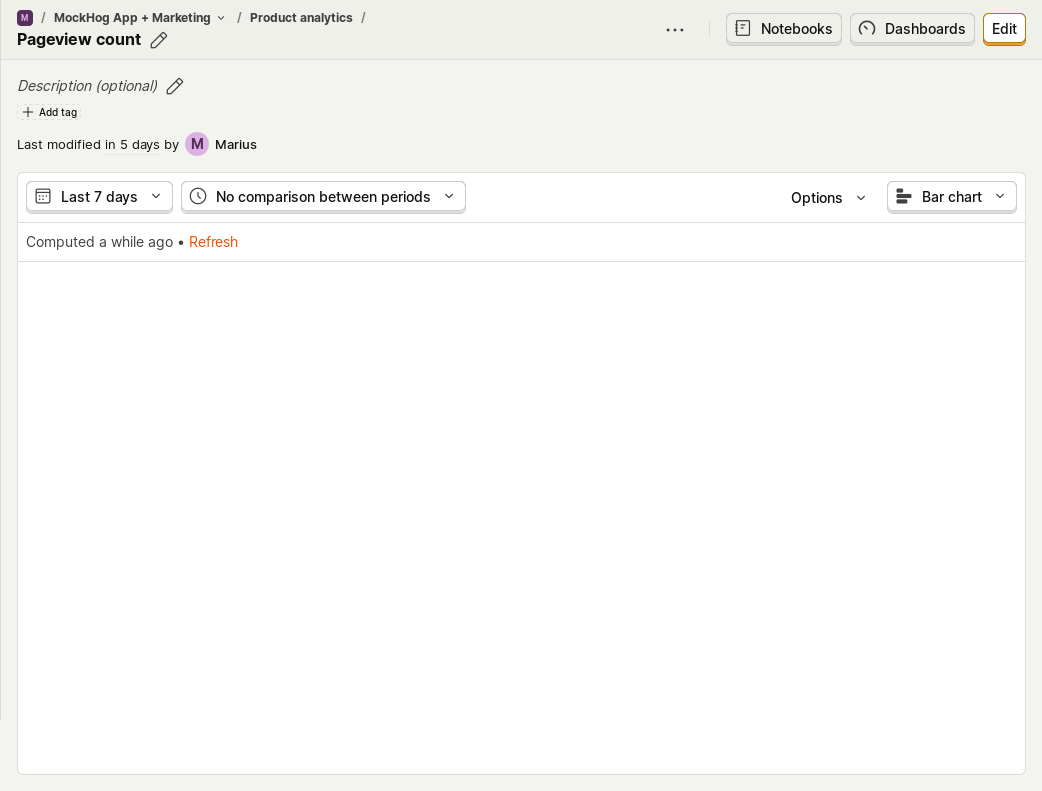 M / MockHog App + Marketing / Product analytics /
Pageview count
Notebooks
Dashboards
Edit
Description (optional)
Add tag
Last modified in 5 days by M Marius
Last 7 days
No comparison between periods
Options
Bar chart
Computed a while ago • Refresh